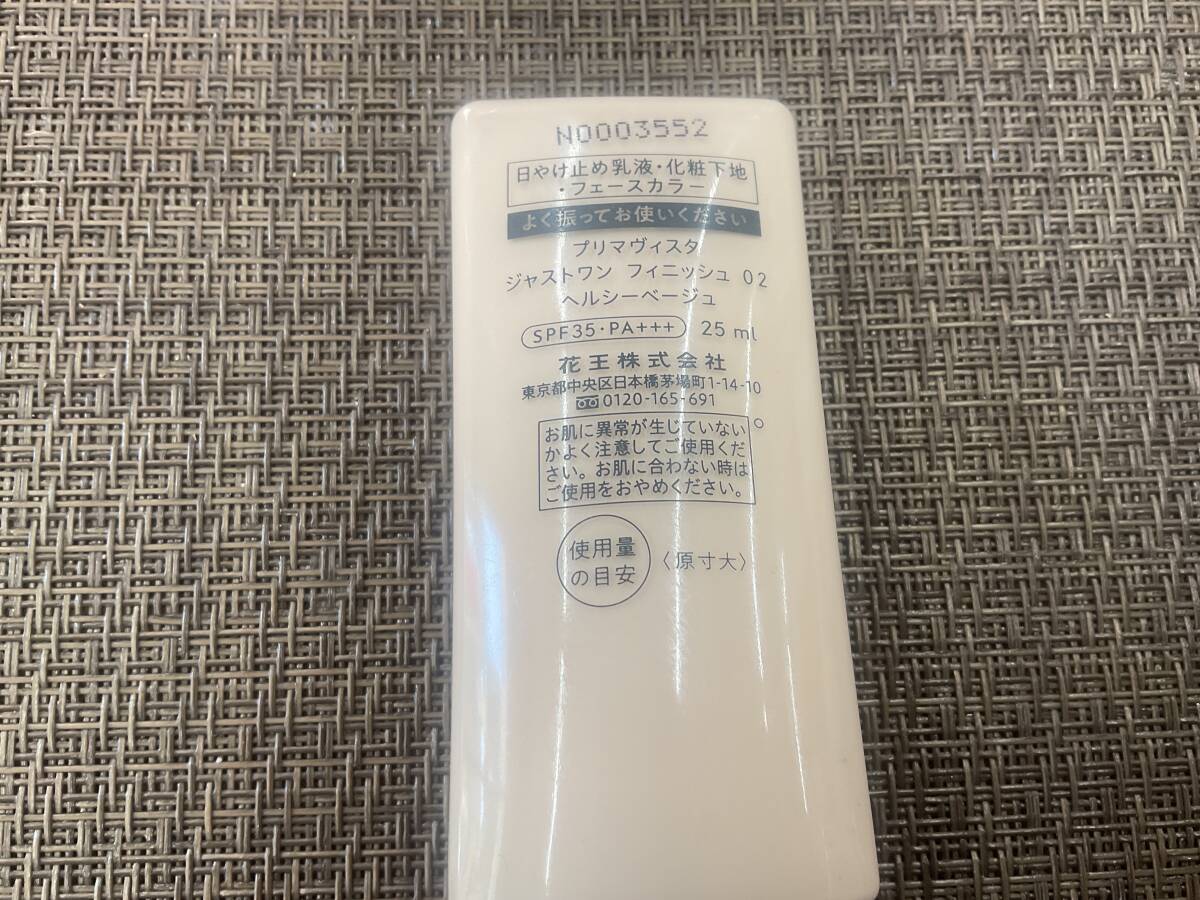 N0003552
日やけ止め乳液・化粧下地
・フェースカラー
よく振ってお使いください
プリマヴィスタ
ジャストワン フィニッシュ 02
ヘルシーベージュ
SPF35・PA+++ 25 ml
花王株式会社
東京都中央区日本橋茅場町1-14-10
0120-165-691
お肌に異常が生じていない
かよく注意してご使用くだ
さい。お肌に合わない時は
ご使用をおやめください。
使用量
の目安
〈原寸大〉